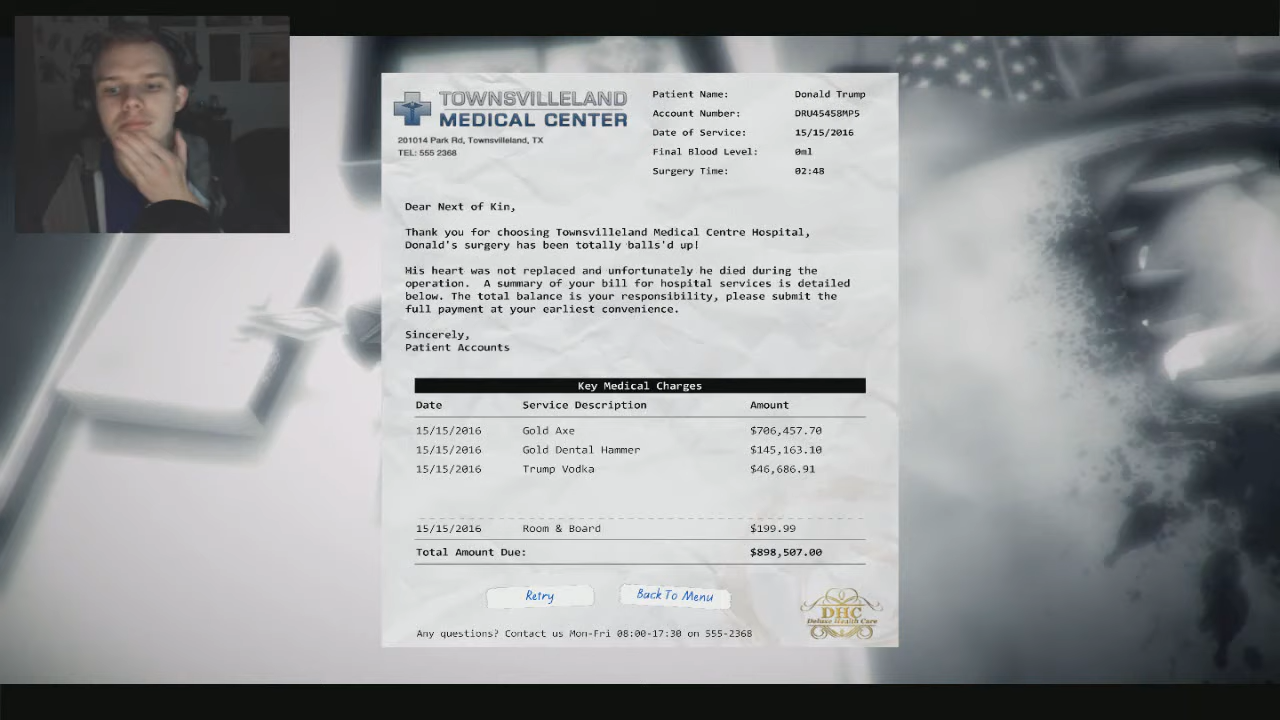 TOWNSVILLELAND
MEDICAL CENTER
201014 Park Rd, Townsvilleland, TX
TEL: 555 2368
Patient Name: Donald Trump
Account Number: DRU45458MP5
Date of Service: 15/15/2016
Final Blood Level: 0ml
Surgery Time: 02:48
Dear Next of Kin,
Thank you for choosing Townsvilleland Medical Centre Hospital,
Donald's surgery has been totally balls'd up!
His heart was not replaced and unfortunately he died during the
operation. A summary of your bill for hospital services is detailed
below. The total balance is your responsibility, please submit the
full payment at your earliest convenience.
Sincerely,
Patient Accounts
Key Medical Charges
Date Service Description Amount
15/15/2016 Gold Axe $706,457.70
15/15/2016 Gold Dental Hammer $145,163.10
15/15/2016 Trump Vodka $46,686.91
15/15/2016 Room & Board $199.99
Total Amount Due: $898,507.00
Retry Back To Menu
DHC
Deluxe Health Care
Any questions? Contact us Mon-Fri 08:00-17:30 on 555-2368